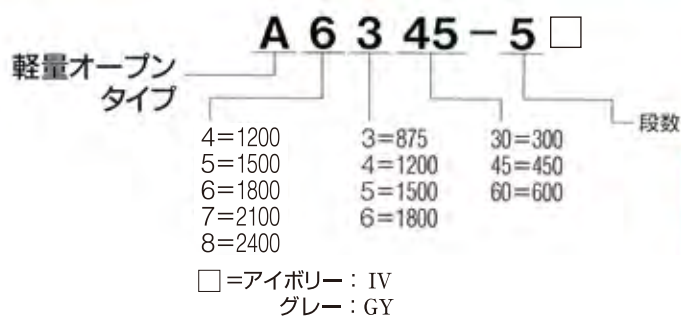 A 6 3 45-5□
軽量オープン
タイプ
段数
4=1200
5=1500
6=1800
7=2100
8=2400
3=875
4=1200
5=1500
6=1800
30=300
45=450
60=600
□=アイボリー：IV
グレー：GY